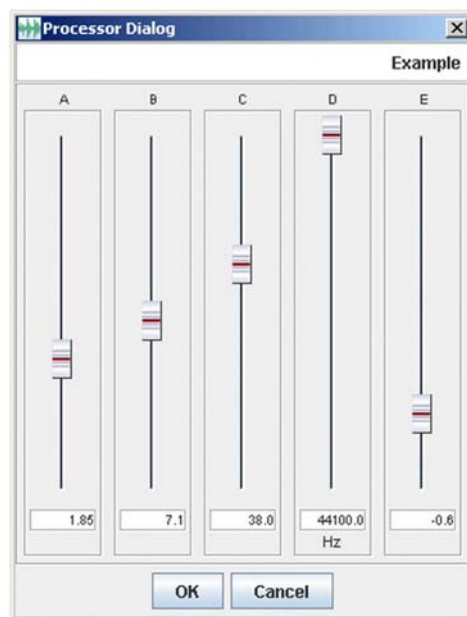 Processor Dialog
Example
A B C D E
1.85 7.1 38.0 44100.0 -0.6
Hz
OK Cancel